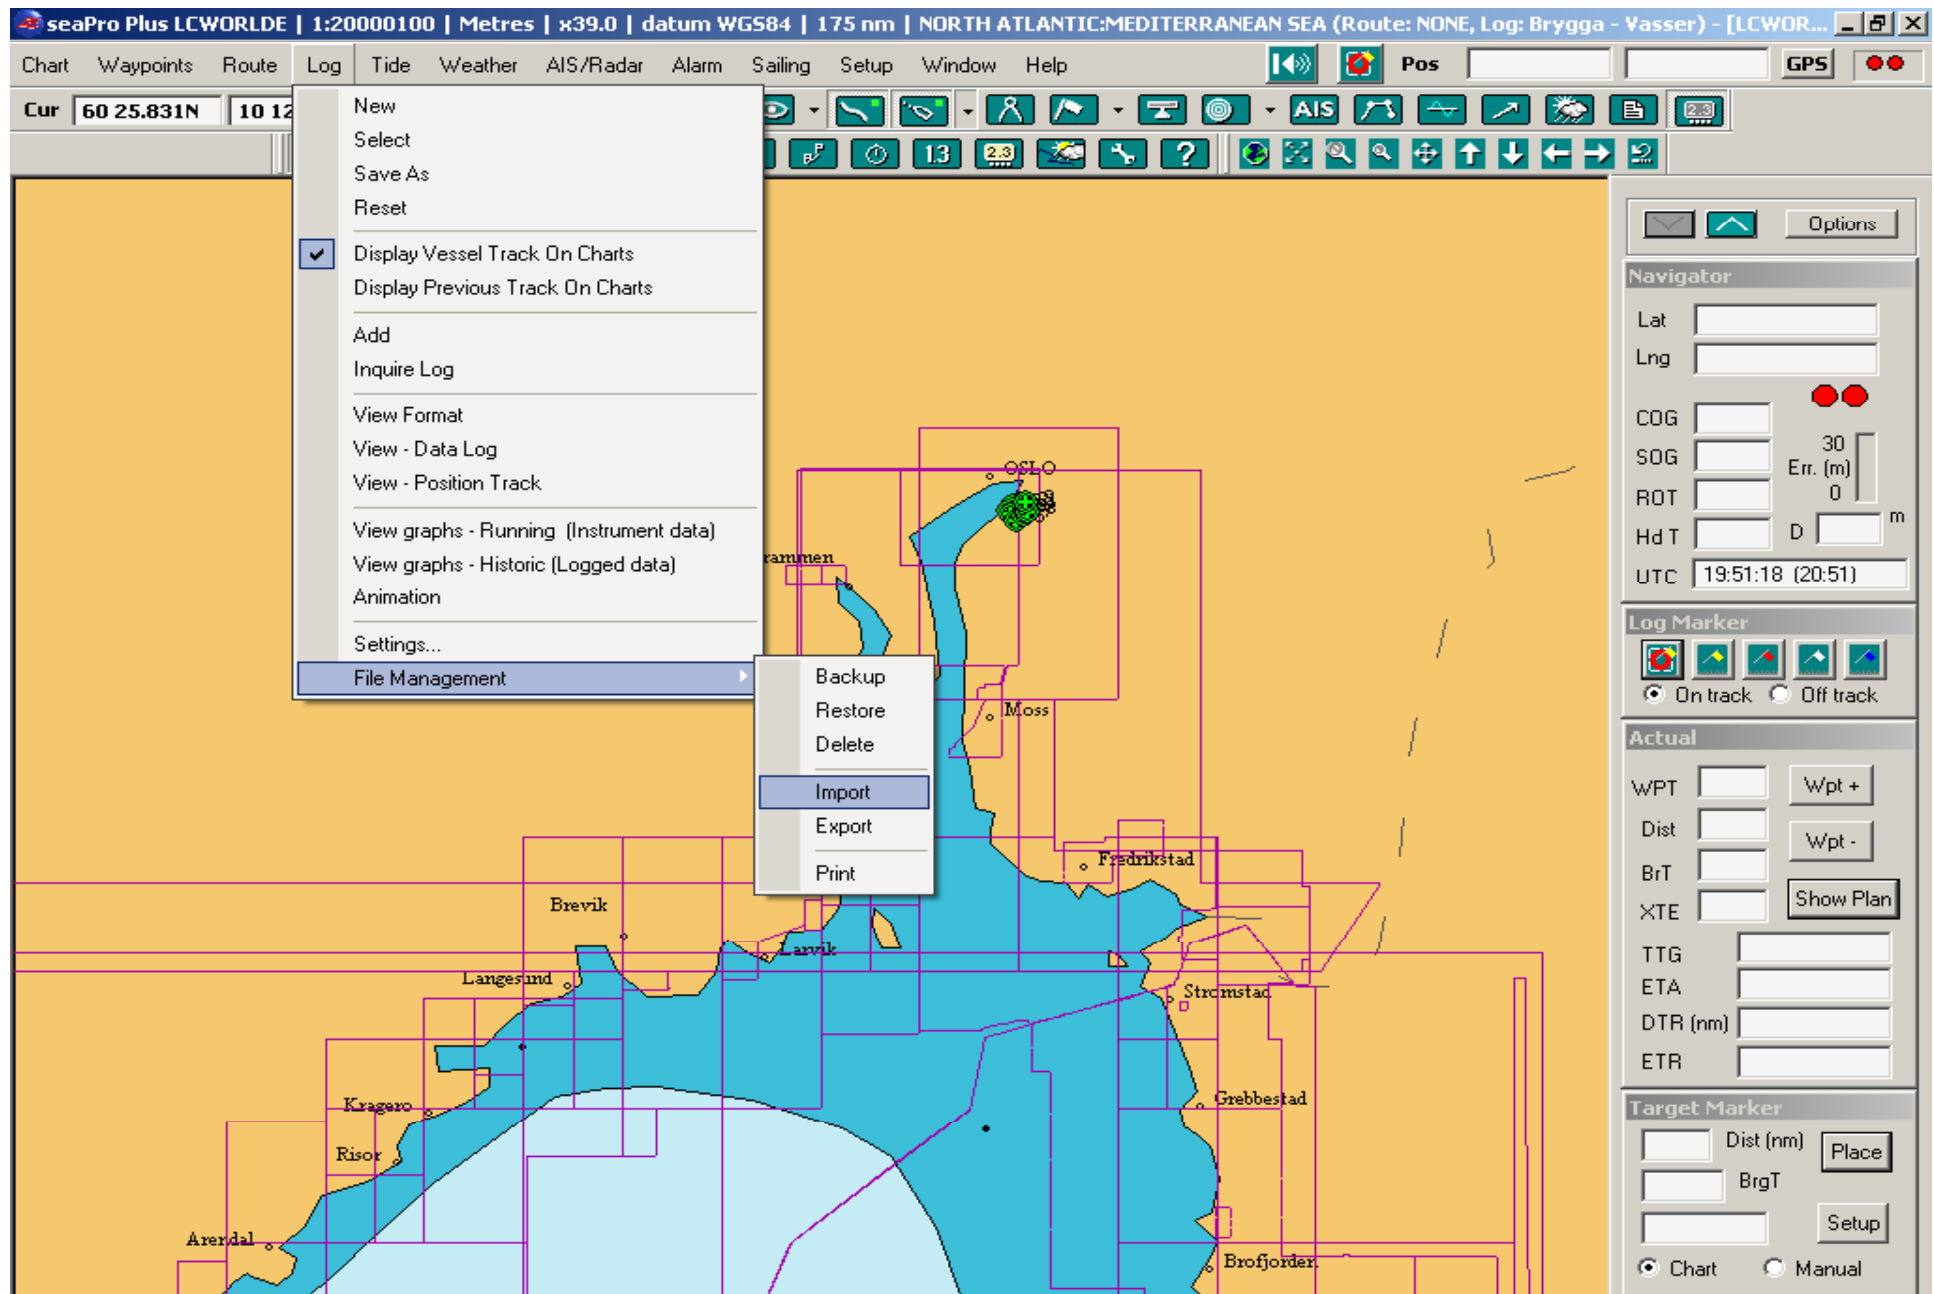 seaPro Plus LCWORLDE | 1:20000100 | Metres | x39.0 | datum WGS84 | 175 nm | NORTH ATLANTIC:MEDITERRANEAN SEA (Route: NONE, Log: Brygga - Vasser) - [LCWOR...
Chart Waypoints Route Log Tide Weather AIS/Radar Alarm Sailing Setup Window Help Pos GPS
Cur 60 25.831N 10 12 AIS 2.3
1.3 2.3 ?
New
Select
Save As
Reset
Display Vessel Track On Charts
Display Previous Track On Charts
Add
Inquire Log
View Format
View - Data Log
View - Position Track
View graphs - Running (Instrument data)
View graphs - Historic (Logged data)
Animation
Settings...
File Management
Backup
Restore
Delete
Import
Export
Print
OSLO
rammen
Moss
Fredrikstad
Brevik
Larvik
Langesund
Stromstad
Kragero
Grebbestad
Risor
Arendal
Brofjorden
Options
Navigator
Lat
Lng
COG
SOG 30
Err. (m)
ROT 0
Hd T D m
UTC 19:51:18 (20:51)
Log Marker
On track Off track
Actual
WPT Wpt +
Dist Wpt -
BrT
XTE Show Plan
TTG
ETA
DTR (nm)
ETR
Target Marker
Dist (nm) Place
BrgT
Setup
Chart Manual